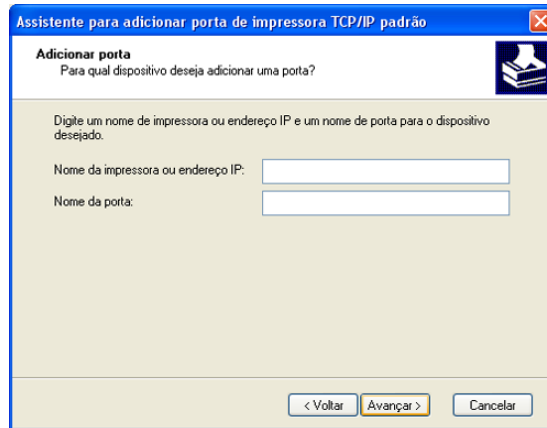 Assistente para adicionar porta de impressora TCP/IP padrão
Adicionar porta
Para qual dispositivo deseja adicionar uma porta?
Digite um nome de impressora ou endereço IP e um nome de porta para o dispositivo
desejado.
Nome da impressora ou endereço IP:
Nome da porta:
< Voltar Avançar > Cancelar